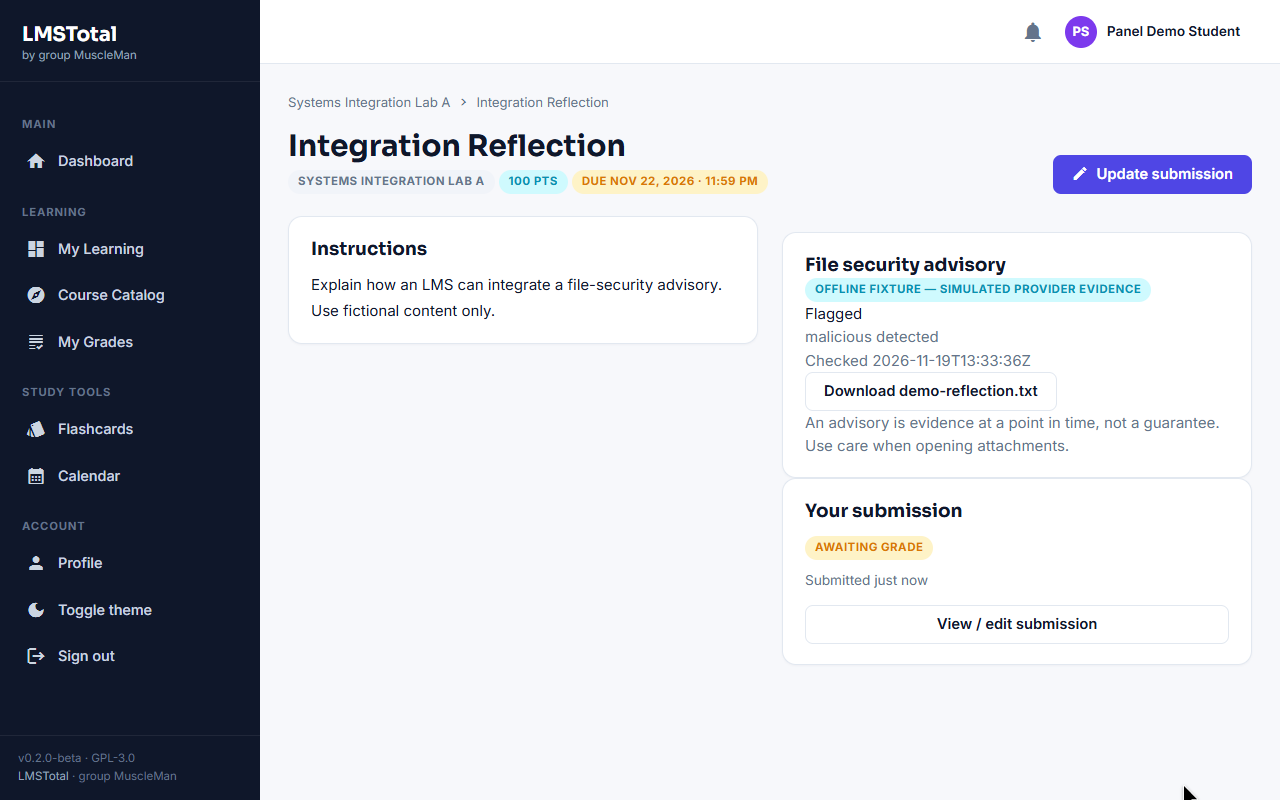 LMSTotal
by group MuscleMan
MAIN
Dashboard
LEARNING
My Learning
Course Catalog
My Grades
STUDY TOOLS
Flashcards
Calendar
ACCOUNT
Profile
Toggle theme
Sign out
v0.2.0-beta · GPL-3.0
LMSTotal · group MuscleMan
PS
Panel Demo Student
Systems Integration Lab A › Integration Reflection
Integration Reflection
SYSTEMS INTEGRATION LAB A
100 PTS
DUE NOV 22, 2026 · 11:59 PM
Update submission
Instructions
Explain how an LMS can integrate a file-security advisory.
Use fictional content only.
File security advisory
OFFLINE FIXTURE — SIMULATED PROVIDER EVIDENCE
Flagged
malicious detected
Checked 2026-11-19T13:33:36Z
Download demo-reflection.txt
An advisory is evidence at a point in time, not a guarantee.
Use care when opening attachments.
Your submission
AWAITING GRADE
Submitted just now
View / edit submission